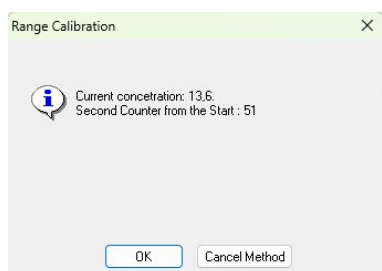 Range Calibration
Current concetration: 13,6.
Second Counter from the Start : 51
OK
Cancel Method